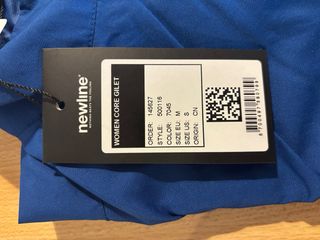 newline®
WOMEN CORE GILET
ORDER: 145627
STYLE: 500116
COLOR: 7045
SIZE EU: M
SIZE US: S
ORIGIN: CN